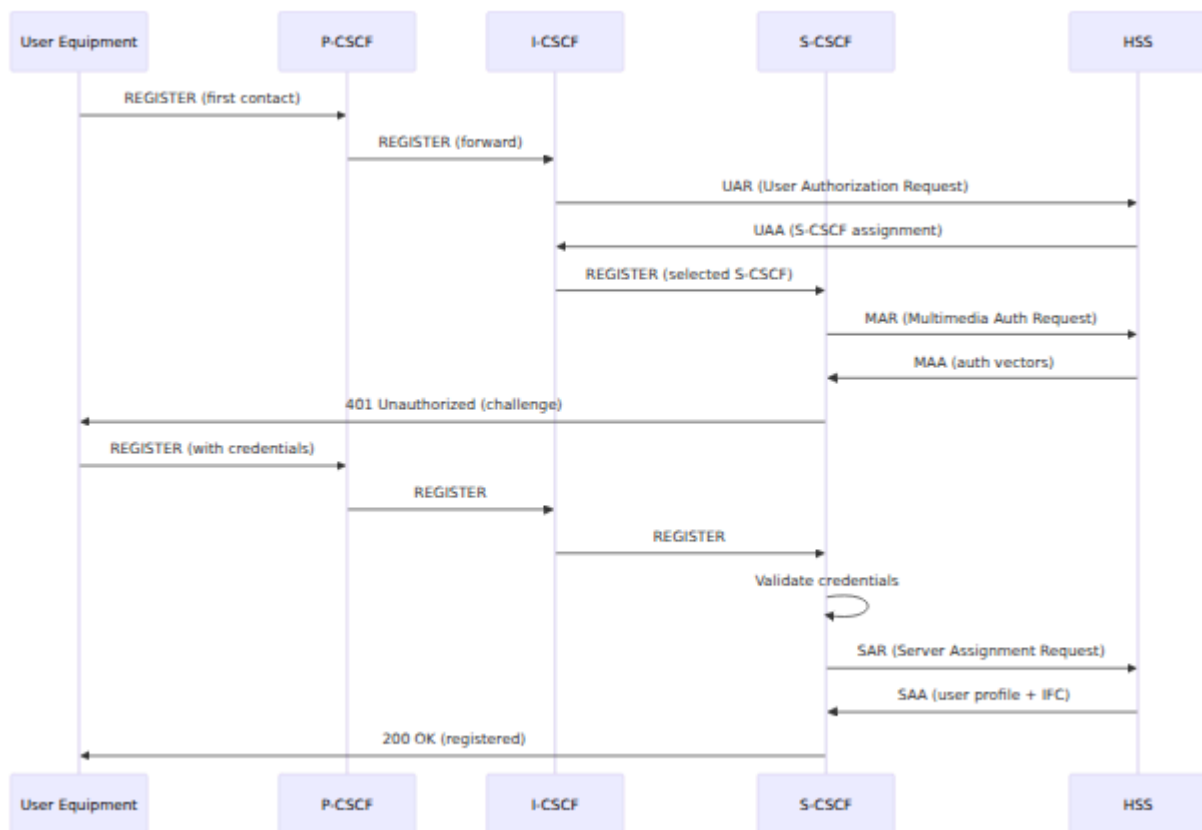 User Equipment P-CSCF I-CSCF S-CSCF HSS
REGISTER (first contact)
REGISTER (forward)
UAR (User Authorization Request)
UAA (S-CSCF assignment)
REGISTER (selected S-CSCF)
MAR (Multimedia Auth Request)
MAA (auth vectors)
401 Unauthorized (challenge)
REGISTER (with credentials)
REGISTER
REGISTER
Validate credentials
SAR (Server Assignment Request)
SAA (user profile + IFC)
200 OK (registered)
User Equipment P-CSCF I-CSCF S-CSCF HSS